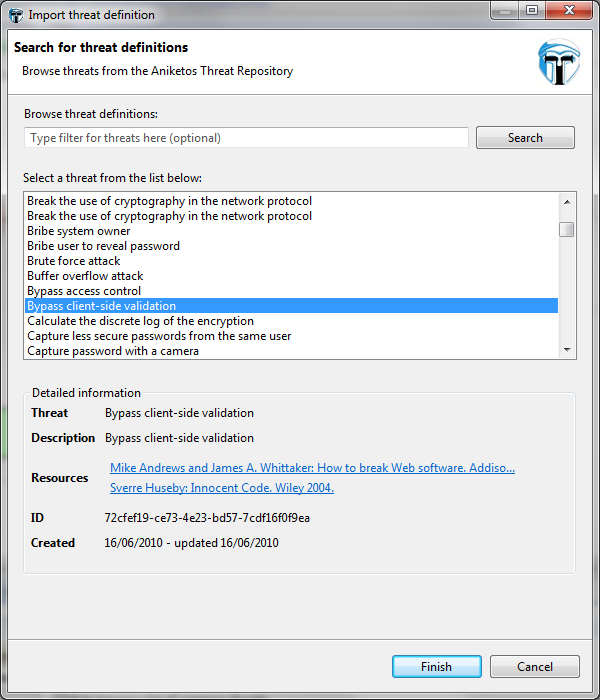 Import threat definition
Search for threat definitions
Browse threats from the Aniketos Threat Repository
Browse threat definitions:
Type filter for threats here (optional)
Search
Select a threat from the list below:
Break the use of cryptography in the network protocol
Break the use of cryptography in the network protocol
Bribe system owner
Bribe user to reveal password
Brute force attack
Buffer overflow attack
Bypass access control
Bypass client-side validation
Calculate the discrete log of the encryption
Capture less secure passwords from the same user
Capture password with a camera
Detailed information
Threat Bypass client-side validation
Description Bypass client-side validation
Resources
Mike Andrews and James A. Whittaker: How to break Web software. Addiso...
Sverre Huseby: Innocent Code. Wiley 2004.
ID 72cfef19-ce73-4e23-bd57-7cdf16f0f9ea
Created 16/06/2010 - updated 16/06/2010
Finish Cancel